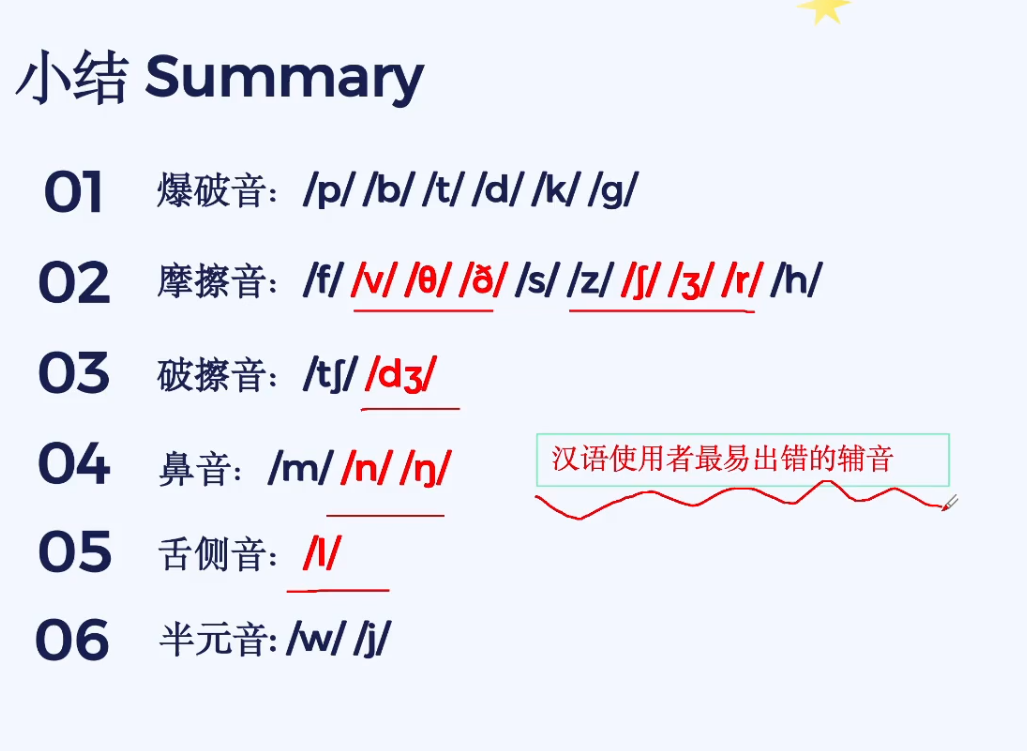 小结 Summary
01 爆破音：/p/ /b/ /t/ /d/ /k/ /g/
02 摩擦音：/f/ /v/ /θ/ /ð/ /s/ /z/ /ʃ/ /ʒ/ /r/ /h/
03 破擦音：/tʃ/ /dʒ/
04 鼻音：/m/ /n/ /ŋ/
汉语使用者最易出错的辅音
05 舌侧音：/l/
06 半元音: /w/ /j/